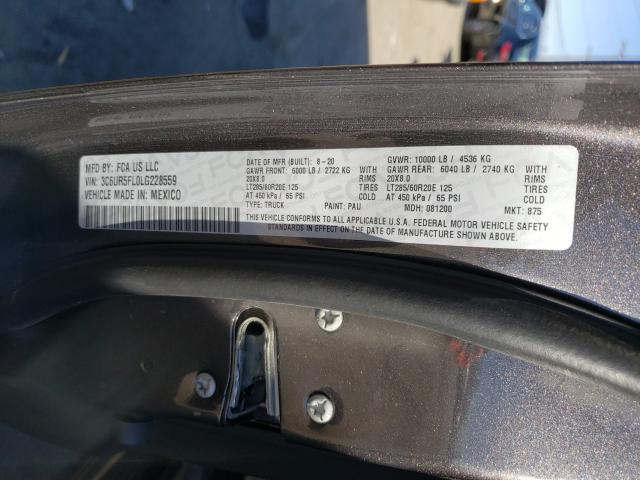 MFD BY: FCA US LLC
VIN: 3C6UR5FL0LG228559
VEHICLE MADE IN: MEXICO
DATE OF MFR (BUILT): 8-20
GVWR: 10000 LB / 4536 KG
GAWR FRONT: 6000 LB / 2722 KG WITH
20X8.0 RIMS
LT285/60R20E 125 TIRES
AT 450 kPa / 65 PSI COLD
GAWR REAR: 6040 LB / 2740 KG WITH
20X8.0 RIMS
LT285/60R20E 125 TIRES
AT 450 kPa / 65 PSI COLD
TYPE: TRUCK PAINT: PAU MDH: 081200 MKT: 875
THIS VEHICLE CONFORMS TO ALL APPLICABLE U.S.A. FEDERAL MOTOR VEHICLE SAFETY
STANDARDS IN EFFECT ON THE DATE OF MANUFACTURE SHOWN ABOVE.